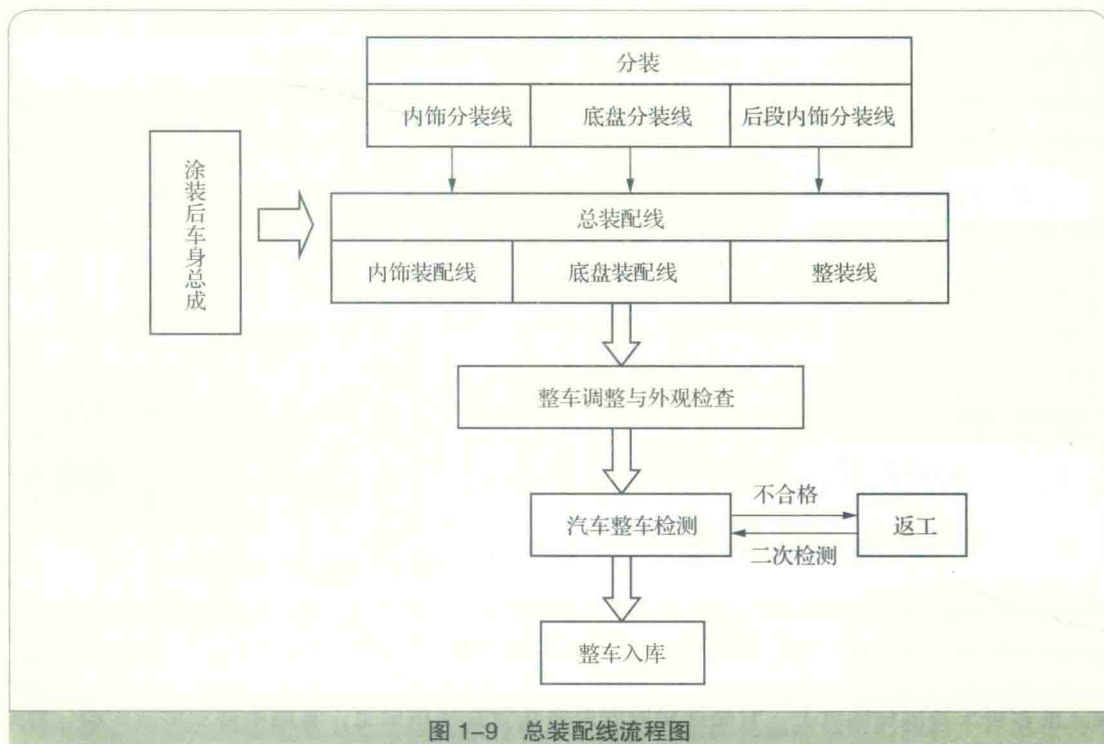 分装
内饰分装线 底盘分装线 后段内饰分装线
涂装后车身总成
总装配线
内饰装配线 底盘装配线 整装线
整车调整与外观检查
汽车整车检测
不合格
二次检测
返工
整车入库
图 1-9 总装配线流程图